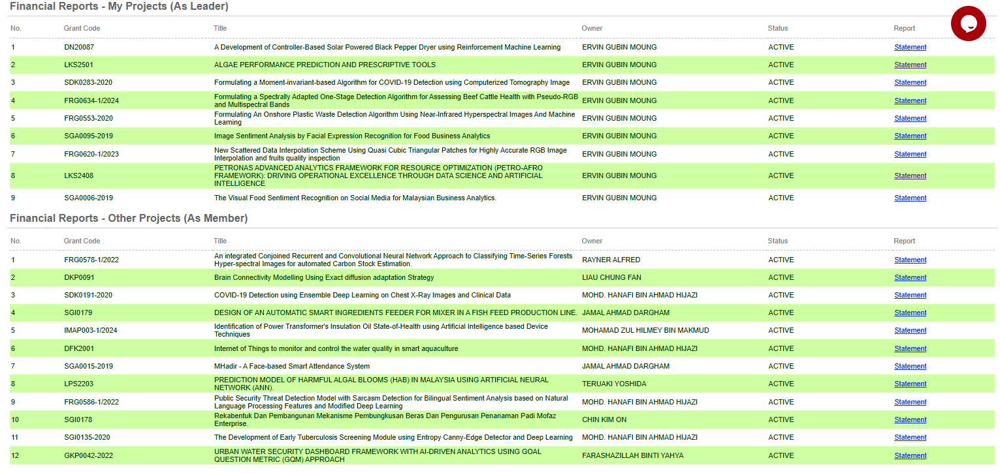 Financial Reports - My Projects (As Leader)
No. Grant Code Title Owner Status Report
1 DN20087 A Development of Controller-Based Solar Powered Black Pepper Dryer using Reinforcement Machine Learning ERVIN GUBIN MOUNG ACTIVE Statement
2 LKS2501 ALGAE PERFORMANCE PREDICTION AND PRESCRIPTIVE TOOLS ERVIN GUBIN MOUNG ACTIVE Statement
3 SDK0283-2020 Formulating a Moment-invariant-based Algorithm for COVID-19 Detection using Computerized Tomography Image ERVIN GUBIN MOUNG ACTIVE Statement
4 FRG0634-1/2024 Formulating a Spectrally Adapted One-Stage Detection Algorithm for Assessing Beef Cattle Health with Pseudo-RGB
and Multispectral Bands ERVIN GUBIN MOUNG ACTIVE Statement
5 FRG0553-2020 Formulating An Onshore Plastic Waste Detection Algorithm Using Near-Infrared Hyperspectral Images And Machine
Learning ERVIN GUBIN MOUNG ACTIVE Statement
6 SGA0095-2019 Image Sentiment Analysis by Facial Expression Recognition for Food Business Analytics ERVIN GUBIN MOUNG ACTIVE Statement
7 FRG0620-1/2023 New Scattered Data Interpolation Scheme Using Quasi Cubic Triangular Patches for Highly Accurate RGB Image
Interpolation and fruits quality inspection ERVIN GUBIN MOUNG ACTIVE Statement
8 LKS2408 PETRONAS ADVANCED ANALYTICS FRAMEWORK FOR RESOURCE OPTIMIZATION (PETRO-AFRO
FRAMEWORK): DRIVING OPERATIONAL EXCELLENCE THROUGH DATA SCIENCE AND ARTIFICIAL
INTELLIGENCE ERVIN GUBIN MOUNG ACTIVE Statement
9 SGA0006-2019 The Visual Food Sentiment Recognition on Social Media for Malaysian Business Analytics. ERVIN GUBIN MOUNG ACTIVE Statement
Financial Reports - Other Projects (As Member)
No. Grant Code Title Owner Status Report
1 FRG0578-1/2022 An integrated Conjoined Recurrent and Convolutional Neural Network Approach to Classifying Time-Series Forests
Hyper-spectral Images for automated Carbon Stock Estimation. RAYNER ALFRED ACTIVE Statement
2 DKP0091 Brain Connectivity Modelling Using Exact diffusion adaptation Strategy LIAU CHUNG FAN ACTIVE Statement
3 SDK0191-2020 COVID-19 Detection using Ensemble Deep Learning on Chest X-Ray Images and Clinical Data MOHD. HANAFI BIN AHMAD HIJAZI ACTIVE Statement
4 SGI0179 DESIGN OF AN AUTOMATIC SMART INGREDIENTS FEEDER FOR MIXER IN A FISH FEED PRODUCTION LINE. JAMAL AHMAD DARGHAM ACTIVE Statement
5 IMAP003-1/2024 Identification of Power Transformer's Insulation Oil State-of-Health using Artificial Intelligence based Device
Techniques MOHAMAD ZUL HILMEY BIN MAKMUD ACTIVE Statement
6 DFK2001 Internet of Things to monitor and control the water quality in smart aquaculture MOHD. HANAFI BIN AHMAD HIJAZI ACTIVE Statement
7 SGA0015-2019 MHadir - A Face-based Smart Attendance System JAMAL AHMAD DARGHAM ACTIVE Statement
8 LPS2203 PREDICTION MODEL OF HARMFUL ALGAL BLOOMS (HAB) IN MALAYSIA USING ARTIFICIAL NEURAL
NETWORK (ANN). TERUAKI YOSHIDA ACTIVE Statement
9 FRG0586-1/2022 Public Security Threat Detection Model with Sarcasm Detection for Bilingual Sentiment Analysis based on Natural
Language Processing Features and Modified Deep Learning MOHD. HANAFI BIN AHMAD HIJAZI ACTIVE Statement
10 SGI0178 Rekabentuk Dan Pembangunan Mekanisme Pembungkusan Beras Dan Pengurusan Penanaman Padi Mofaz
Enterprise. CHIN KIM ON ACTIVE Statement
11 SGI0135-2020 The Development of Early Tuberculosis Screening Module using Entropy Canny-Edge Detector and Deep Learning MOHD. HANAFI BIN AHMAD HIJAZI ACTIVE Statement
12 GKP0042-2022 URBAN WATER SECURITY DASHBOARD FRAMEWORK WITH AI-DRIVEN ANALYTICS USING GOAL
QUESTION METRIC (GQM) APPROACH FARASHAZILLAH BINTI YAHYA ACTIVE Statement